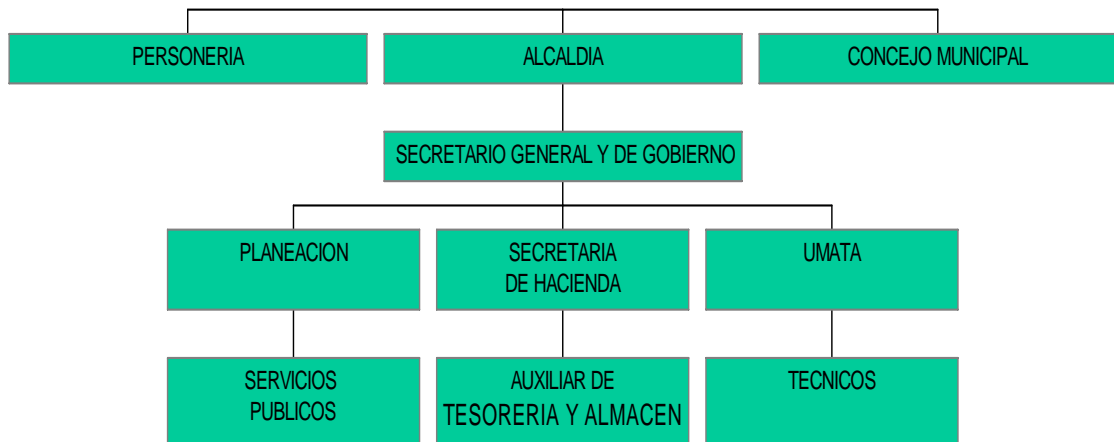 PERSONERIA
ALCALDIA
CONCEJO MUNICIPAL
SECRETARIO GENERAL Y DE GOBIERNO
PLANEACION
SECRETARIA
DE HACIENDA
UMATA
SERVICIOS
PUBLICOS
AUXILIAR DE
TESORERIA Y ALMACEN
TECNICOS